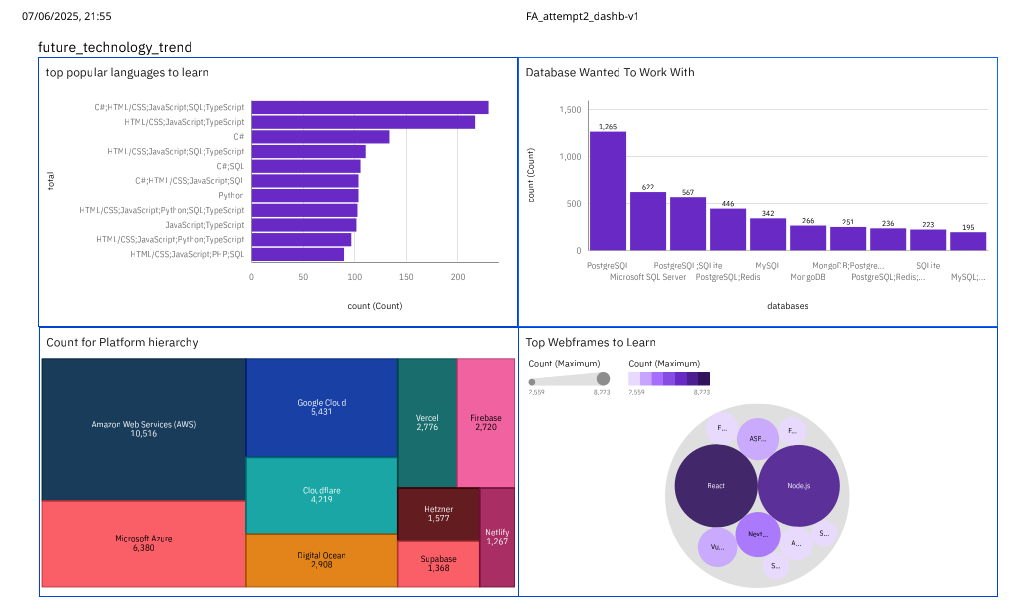 07/06/2025, 21:55
FA_attempt2_dashb-v1
future_technology_trend
top popular languages to learn
total
C#;HTML/CSS;JavaScript;SQL;TypeScript
HTML/CSS;JavaScript;TypeScript
C#
HTML/CSS;JavaScript;SQL;TypeScript
C#;SQL
C#;HTML/CSS;JavaScript;SQL
Python
HTML/CSS;JavaScript;Python;SQL;TypeScript
JavaScript;TypeScript
HTML/CSS;JavaScript;Python;TypeScript
HTML/CSS;JavaScript;PHP;SQL
0 50 100 150 200
count (Count)
Database Wanted To Work With
count (Count)
1,500
1,000
500
0
1,265
622
567
446
342
266
251
236
223
195
PostgreSQL PostgreSQL;SQLite MySQL MongoDB;Postgre... SQLite
Microsoft SQL Server PostgreSQL;Redis MongoDB PostgreSQL;Redis;... MySQL;...
databases
Count for Platform hierarchy
Amazon Web Services (AWS)
10,516
Microsoft Azure
6,380
Google Cloud
5,431
Cloudflare
4,219
Digital Ocean
2,908
Vercel
2,776
Firebase
2,720
Hetzner
1,577
Supabase
1,368
Netlify
1,267
Top Webframes to Learn
Count (Maximum) Count (Maximum)
2,559 8,773 2,559 8,773
F...
ASP...
F...
React
Node.js
Next...
Vu...
A...
S...
S...